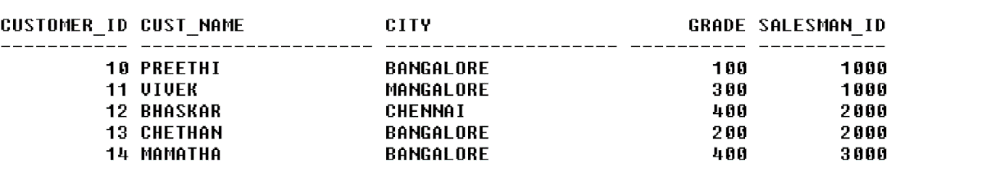 CUSTOMER_ID CUST_NAME            CITY                      GRADE SALESMAN_ID
----------- -------------------- -------------------- ---------- -----------
         10 PREETHI              BANGALORE                   100        1000
         11 VIVEK                MANGALORE                   300        1000
         12 BHASKAR              CHENNAI                     400        2000
         13 CHETHAN              BANGALORE                   200        2000
         14 MAMATHA              BANGALORE                   400        3000